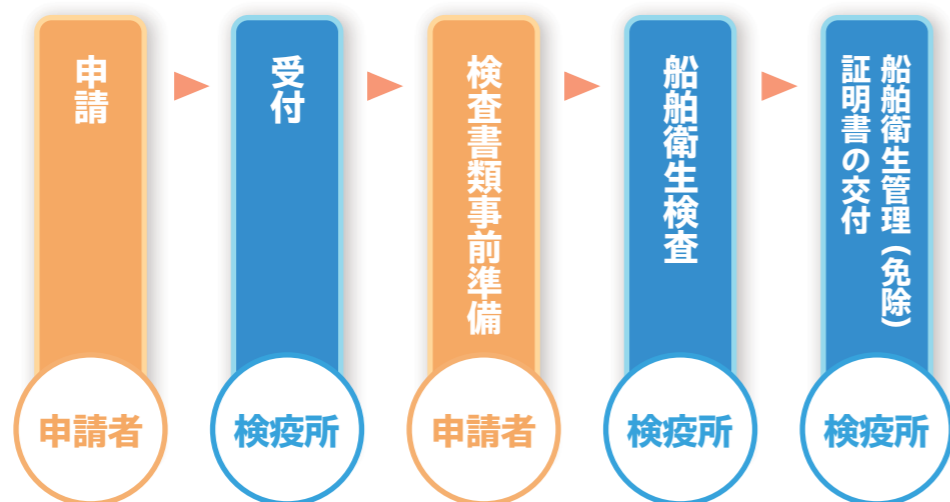 申請
申請者
受付
検疫所
検査書類事前準備
申請者
船舶衛生検査
検疫所
船舶衛生管理（免除）
証明書の交付
検疫所